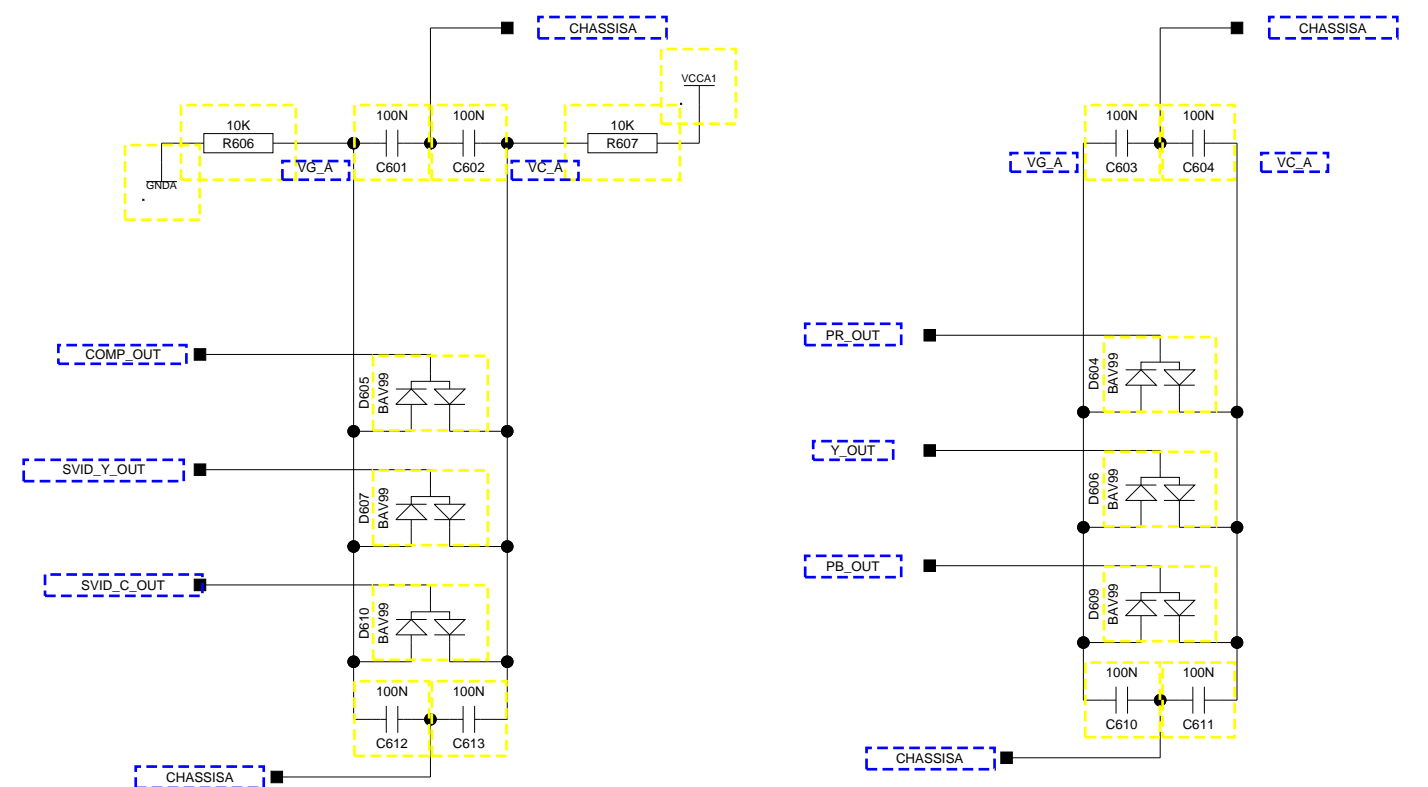 CHASSISA
CHASSISA
VCCA1
10K
R606
100N
100N
10K
R607
100N
100N
VG_A
C601
C602
VC_A
VG_A
C603
C604
VC_A
GNDA
COMP_OUT
D605
BAV99
PR_OUT
D604
BAV99
SVID_Y_OUT
D607
BAV99
Y_OUT
D606
BAV99
SVID_C_OUT
D610
BAV99
PB_OUT
D609
BAV99
100N
100N
C612
C613
100N
100N
C610
C611
CHASSISA
CHASSISA